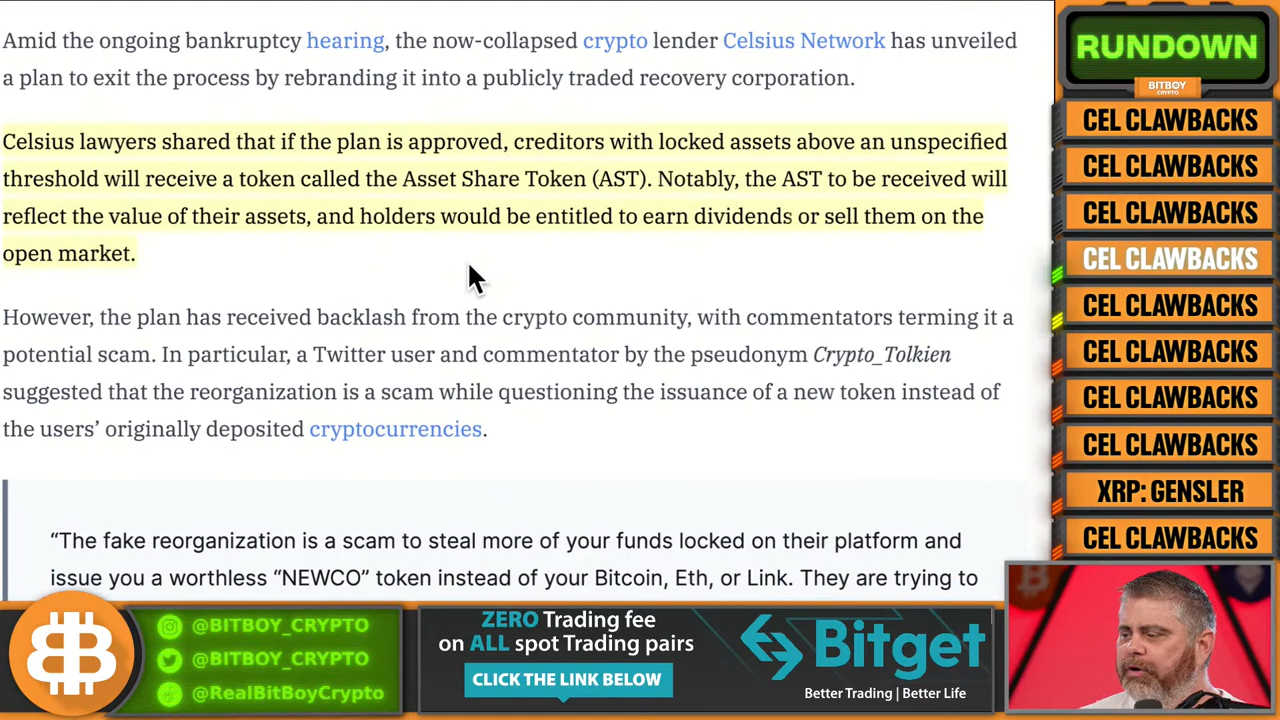 Amid the ongoing bankruptcy hearing, the now-collapsed crypto lender Celsius Network has unveiled
a plan to exit the process by rebranding it into a publicly traded recovery corporation.
Celsius lawyers shared that if the plan is approved, creditors with locked assets above an unspecified
threshold will receive a token called the Asset Share Token (AST). Notably, the AST to be received will
reflect the value of their assets, and holders would be entitled to earn dividends or sell them on the
open market.
However, the plan has received backlash from the crypto community, with commentators terming it a
potential scam. In particular, a Twitter user and commentator by the pseudonym Crypto_Tolkien
suggested that the reorganization is a scam while questioning the issuance of a new token instead of
the users’ originally deposited cryptocurrencies.
“The fake reorganization is a scam to steal more of your funds locked on their platform and
issue you a worthless “NEWCO” token instead of your Bitcoin, Eth, or Link. They are trying to
RUNDOWN
BITBOY
CRYPTO
CEL CLAWBACKS
CEL CLAWBACKS
CEL CLAWBACKS
CEL CLAWBACKS
CEL CLAWBACKS
CEL CLAWBACKS
CEL CLAWBACKS
CEL CLAWBACKS
XRP: GENSLER
CEL CLAWBACKS
@BITBOY_CRYPTO
@BITBOY_CRYPTO
@RealBitBoyCrypto
ZERO Trading fee
on ALL spot Trading pairs
CLICK THE LINK BELOW
Bitget
Better Trading | Better Life